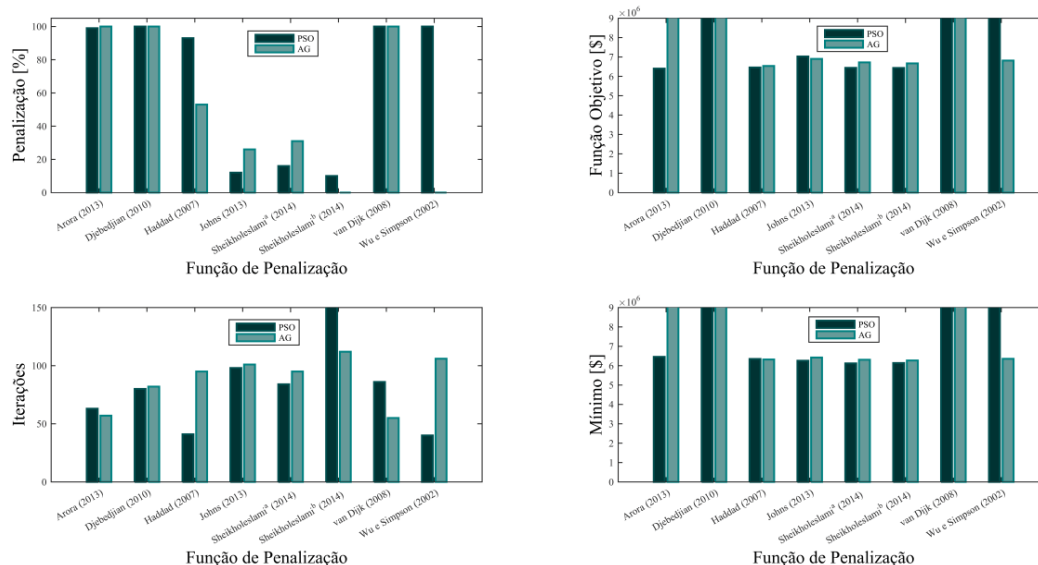 Penalização [%]
100
80
60
40
20
0
PSO
AG
Arora (2013)
Djebedjian (2010)
Haddad (2007)
Johns (2013)
Sheikholeslamiᵃ (2014)
Sheikholeslamiᵇ (2014)
van Dijk (2008)
Wu e Simpson (2002)
Função de Penalização
Função Objetivo [$]
×10⁶
9
8
7
6
5
4
3
2
1
0
PSO
AG
Arora (2013)
Djebedjian (2010)
Haddad (2007)
Johns (2013)
Sheikholeslamiᵃ (2014)
Sheikholeslamiᵇ (2014)
van Dijk (2008)
Wu e Simpson (2002)
Função de Penalização
Iterações
150
100
50
0
PSO
AG
Arora (2013)
Djebedjian (2010)
Haddad (2007)
Johns (2013)
Sheikholeslamiᵃ (2014)
Sheikholeslamiᵇ (2014)
van Dijk (2008)
Wu e Simpson (2002)
Função de Penalização
Mínimo [$]
×10⁶
9
8
7
6
5
4
3
2
1
0
PSO
AG
Arora (2013)
Djebedjian (2010)
Haddad (2007)
Johns (2013)
Sheikholeslamiᵃ (2014)
Sheikholeslamiᵇ (2014)
van Dijk (2008)
Wu e Simpson (2002)
Função de Penalização